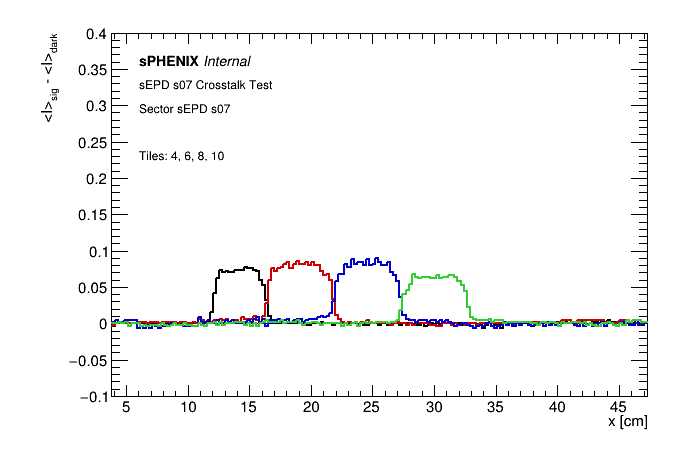 <I>sig - <I>dark
0.4
0.35
0.3
0.25
0.2
0.15
0.1
0.05
0
−0.05
−0.1
sPHENIX Internal
sEPD s07 Crosstalk Test
Sector sEPD s07
Tiles: 4, 6, 8, 10
5 10 15 20 25 30 35 40 45
x [cm]